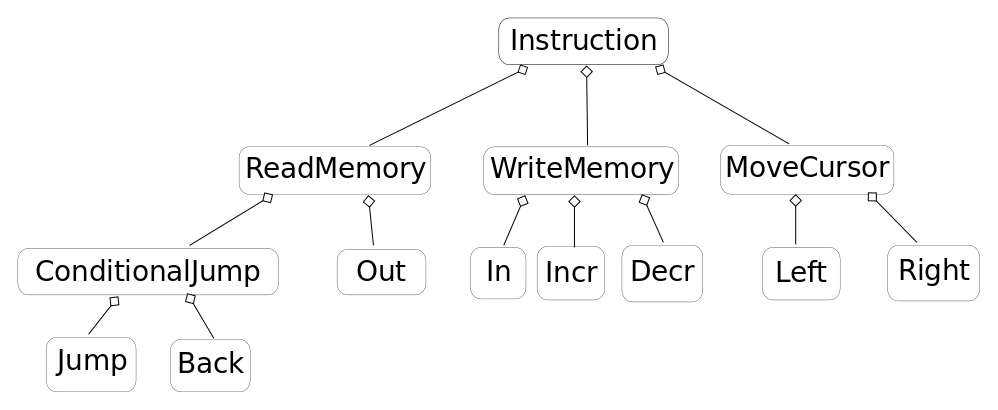 Instruction
ReadMemory
WriteMemory
MoveCursor
ConditionalJump
Out
In
Incr
Decr
Left
Right
Jump
Back